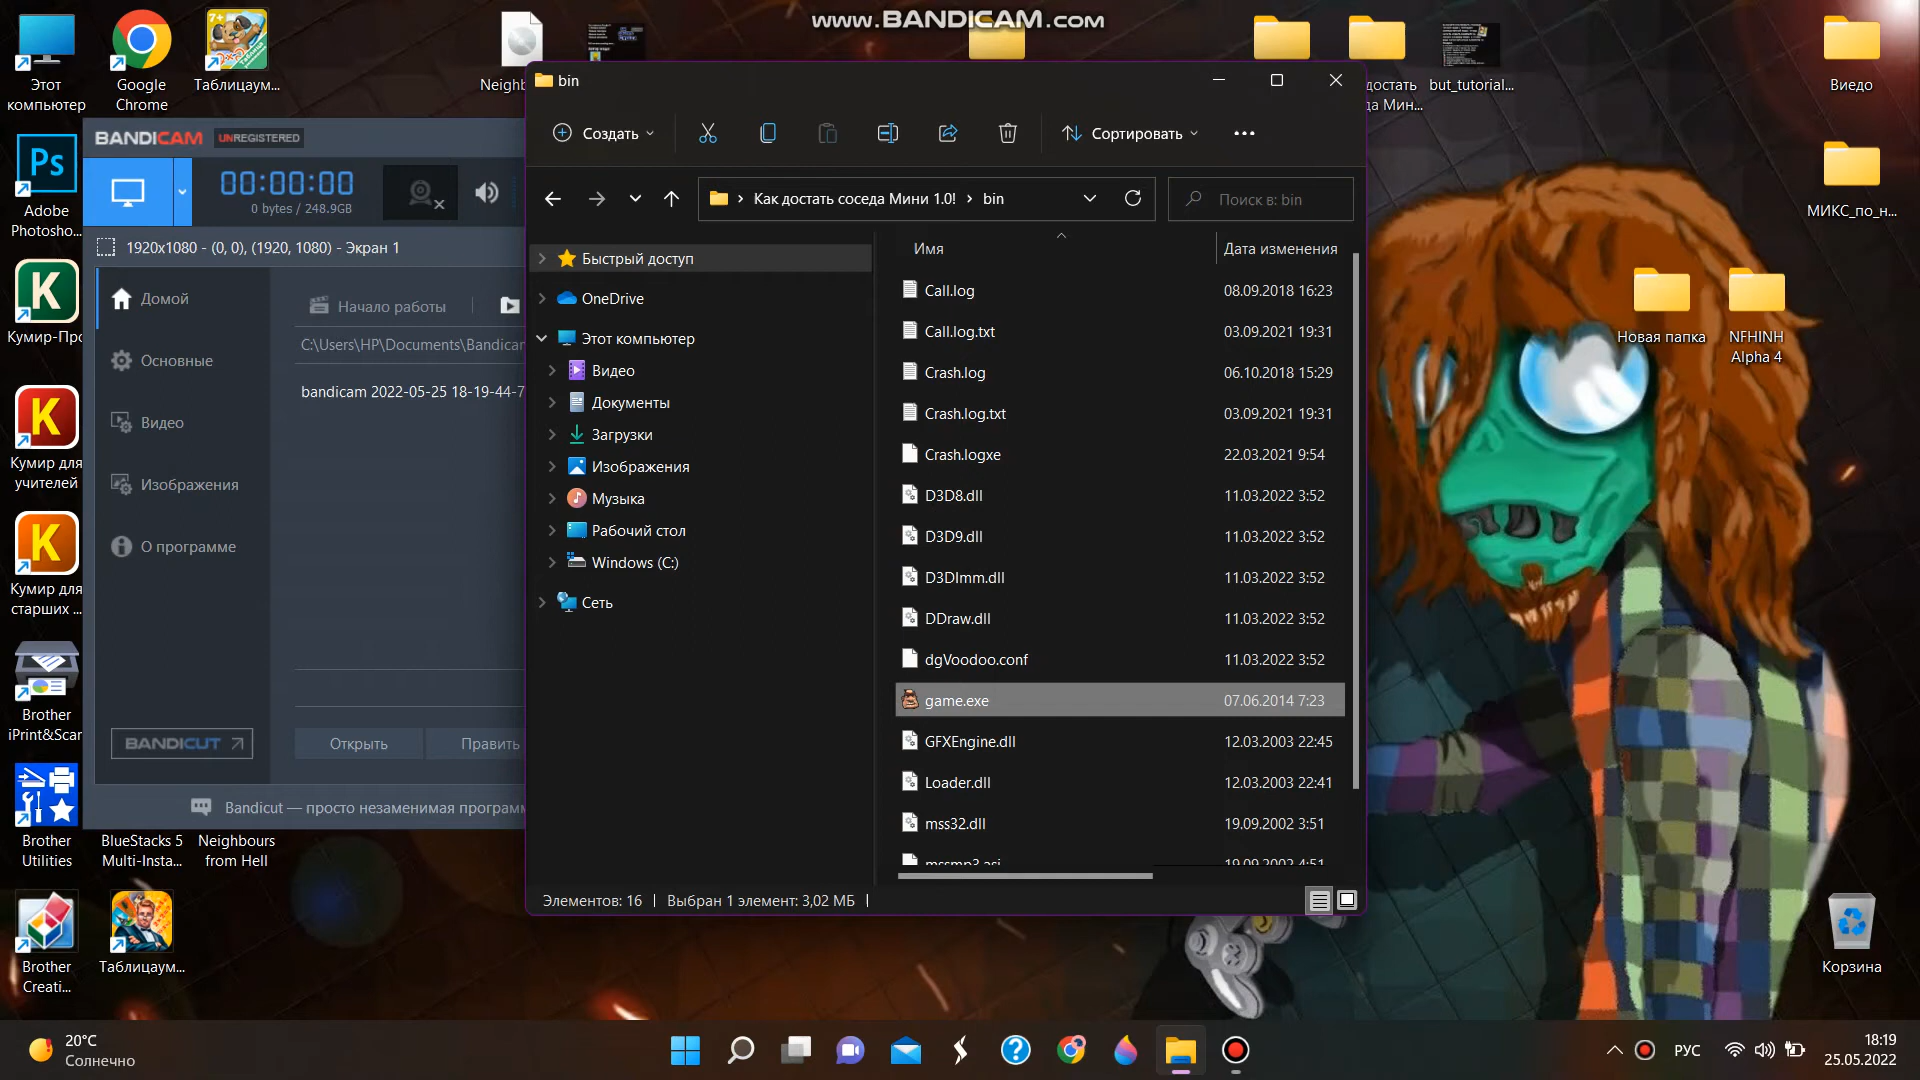 www.BANDICAM.com
Этот
компьютер
Google
Chrome
7+
Таблицаум...
but_tutorial...
Виедо
Ps
Adobe
Photosho...
BANDICAM UNREGISTERED
00:00:00
0 bytes / 248.9GB
1920x1080 - (0, 0), (1920, 1080) - Экран 1
Домой
Основные
Видео
Изображения
О программе
Начало работы
C:\Users\HP\Documents\Bandicam
bandicam 2022-05-25 18-19-44-7
BANDICUT
Открыть
Править
Bandicut — просто незаменимая програм
bin
Создать
Сортировать
Как достать соседа Мини 1.0!
bin
Поиск в: bin
Быстрый доступ
OneDrive
Этот компьютер
Видео
Документы
Загрузки
Изображения
Музыка
Рабочий стол
Windows (C:)
Сеть
Имя
Дата изменения
Call.log 08.09.2018 16:23
Call.log.txt 03.09.2021 19:31
Crash.log 06.10.2018 15:29
Crash.log.txt 03.09.2021 19:31
Crash.logxe 22.03.2021 9:54
D3D8.dll 11.03.2022 3:52
D3D9.dll 11.03.2022 3:52
D3DImm.dll 11.03.2022 3:52
DDraw.dll 11.03.2022 3:52
dgVoodoo.conf 11.03.2022 3:52
game.exe 07.06.2014 7:23
GFXEngine.dll 12.03.2003 22:45
Loader.dll 12.03.2003 22:41
mss32.dll 19.09.2002 3:51
mssmp3.asi 19.09.2002 4:51
Элементов: 16
Выбран 1 элемент: 3,02 МБ
МИКС_по_н...
Новая папка
NFHINH
Alpha 4
Кумир-Про
Кумир для
учителей
Кумир для
старших ...
Brother
iPrint&Scan
Brother
Utilities
BlueStacks 5
Multi-Insta...
Neighbours
from Hell
Brother
Creati...
Таблицаум...
Корзина
20°C
Солнечно
РУС
18:19
25.05.2022